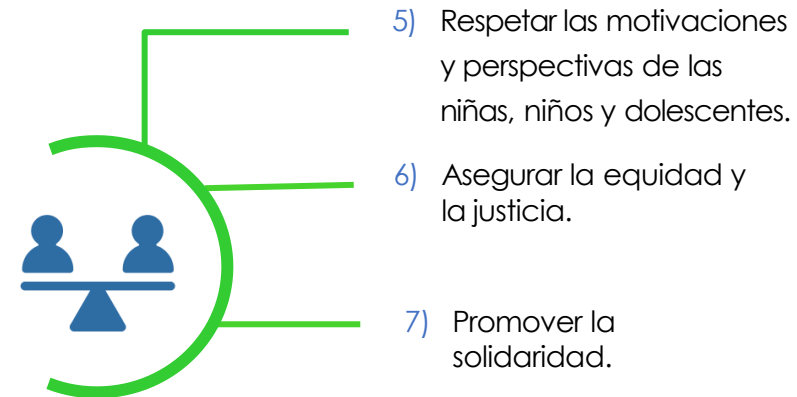 5) Respetar las motivaciones
y perspectivas de las
niñas, niños y dolescentes.
6) Asegurar la equidad y
la justicia.
7) Promover la
solidaridad.